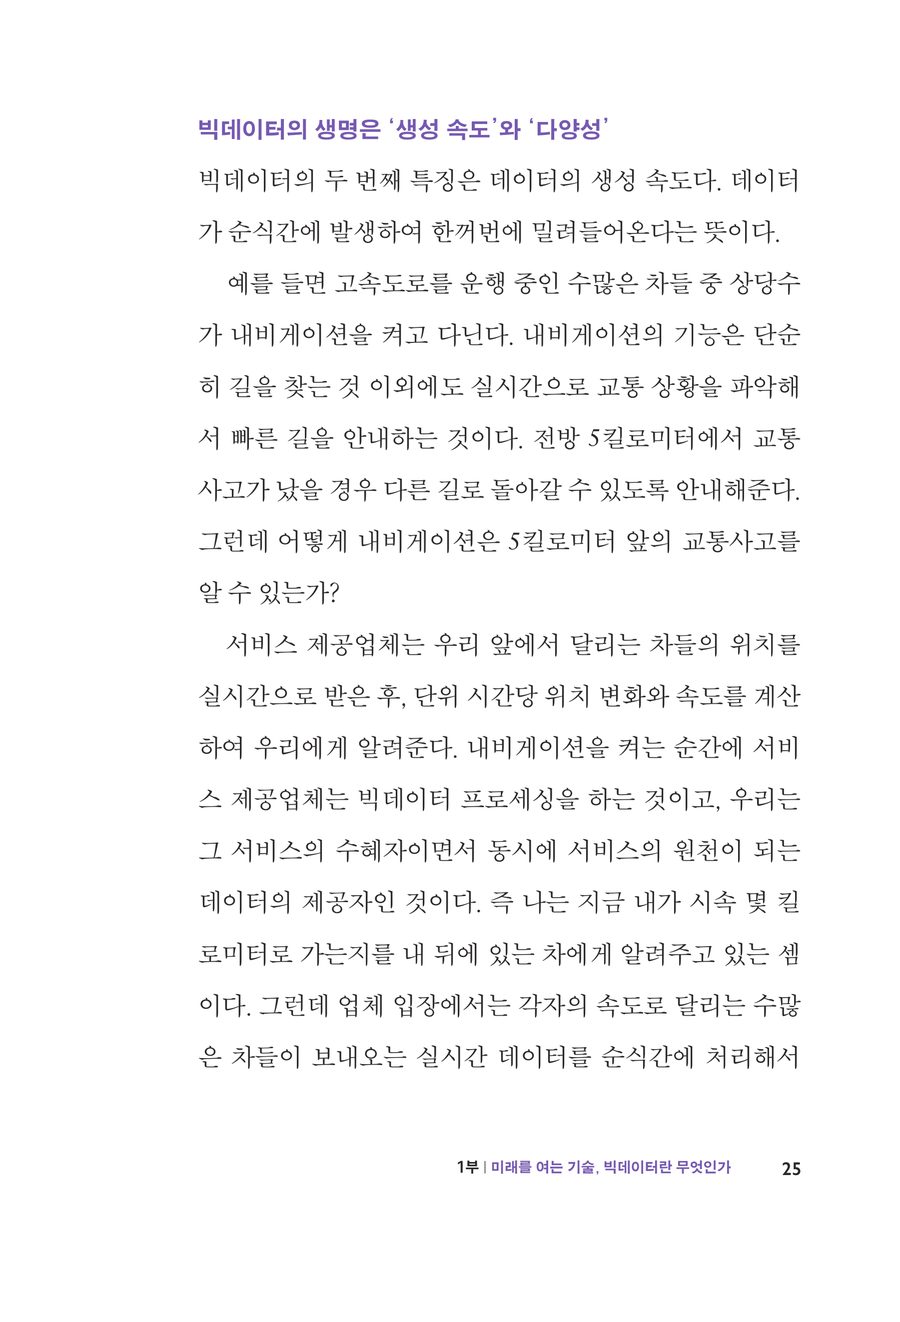 빅데이터의 생명은 ‘생성 속도’와 ‘다양성’
빅데이터의 두 번째 특징은 데이터의 생성 속도다. 데이터
가 순식간에 발생하여 한꺼번에 밀려들어온다는 뜻이다.
예를 들면 고속도로를 운행 중인 수많은 차들 중 상당수
가 내비게이션을 켜고 다닌다. 내비게이션의 기능은 단순
히 길을 찾는 것 이외에도 실시간으로 교통 상황을 파악해
서 빠른 길을 안내하는 것이다. 전방 5킬로미터에서 교통
사고가 났을 경우 다른 길로 돌아갈 수 있도록 안내해준다.
그런데 어떻게 내비게이션은 5킬로미터 앞의 교통사고를
알 수 있는가?
서비스 제공업체는 우리 앞에서 달리는 차들의 위치를
실시간으로 받은 후, 단위 시간당 위치 변화와 속도를 계산
하여 우리에게 알려준다. 내비게이션을 켜는 순간에 서비
스 제공업체는 빅데이터 프로세싱을 하는 것이고, 우리는
그 서비스의 수혜자이면서 동시에 서비스의 원천이 되는
데이터의 제공자인 것이다. 즉 나는 지금 내가 시속 몇 킬
로미터로 가는지를 내 뒤에 있는 차에게 알려주고 있는 셈
이다. 그런데 업체 입장에서는 각자의 속도로 달리는 수많
은 차들이 보내오는 실시간 데이터를 순식간에 처리해서
1부 | 미래를 여는 기술, 빅데이터란 무엇인가 25